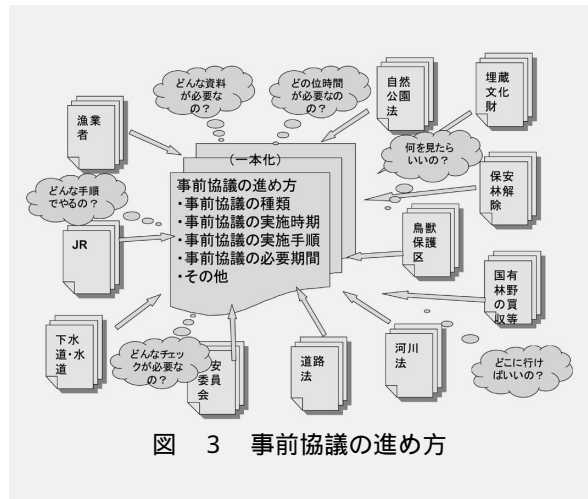 どんな資料
が必要な
の？
どの位時間
が必要なの
？
自然
公園
法
埋蔵
文化
財
漁業
者
(一本化)
何を見たら
いいの？
事前協議の進め方
・事前協議の種類
・事前協議の実施時期
・事前協議の実施手順
・事前協議の必要期間
・その他
保安
林解
除
どんな手順
でやるの？
JR
鳥獣
保護
区
国有
林野
の買
収等
下水
道・水
道
どんなチェッ
クが必要な
の？
安
委員
会
道路
法
河川
法
どこに行け
ばいいの？
図 3 事前協議の進め方